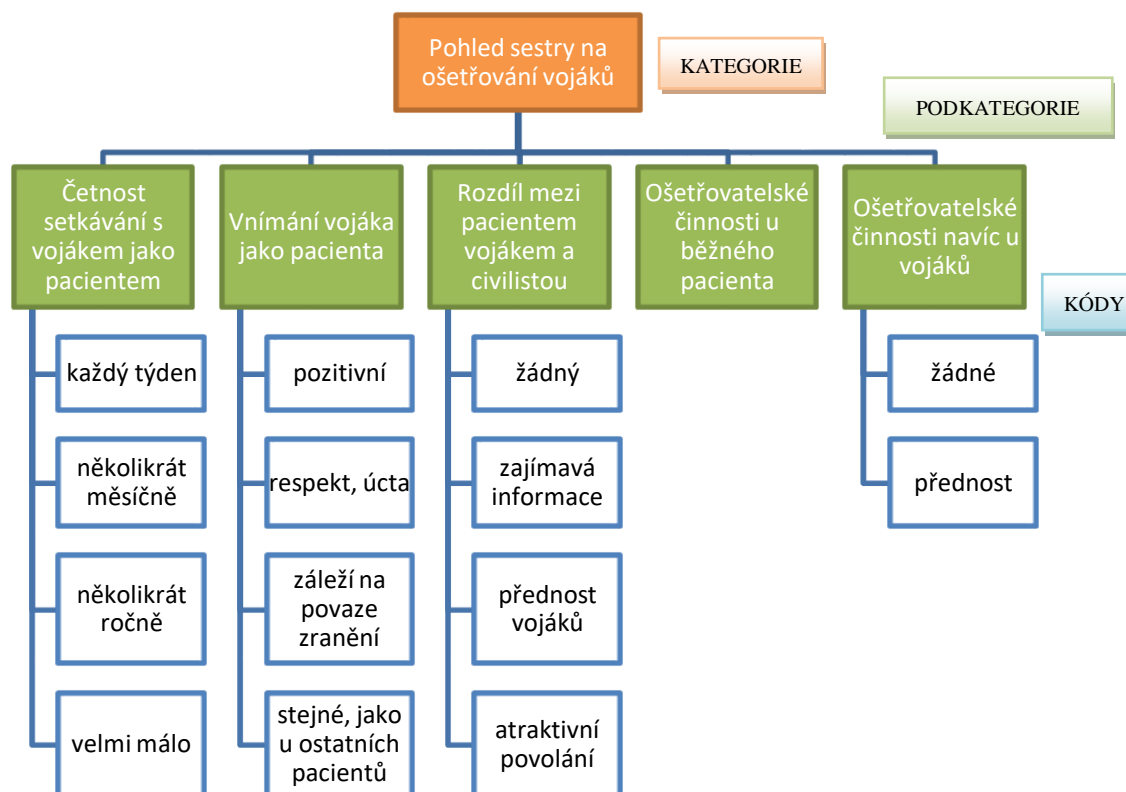 Pohled sestry na
ošetřování vojáků
KATEGORIE
PODKATEGORIE
Četnost
setkávání s
vojákem jako
pacientem
Vnímání vojáka
jako pacienta
Rozdíl mezi
pacientem
vojákem a
civilistou
Ošetřovatelské
činnosti u
běžného
pacienta
Ošetřovatelské
činnosti navíc u
vojáků
KÓDY
každý týden
několikrát
měsíčně
několikrát
ročně
velmi málo
pozitivní
respekt, úcta
záleží na
povaze
zranění
stejné, jako
u ostatních
pacientů
žádný
zajímavá
informace
přednost
vojáků
atraktivní
povolání
žádné
přednost